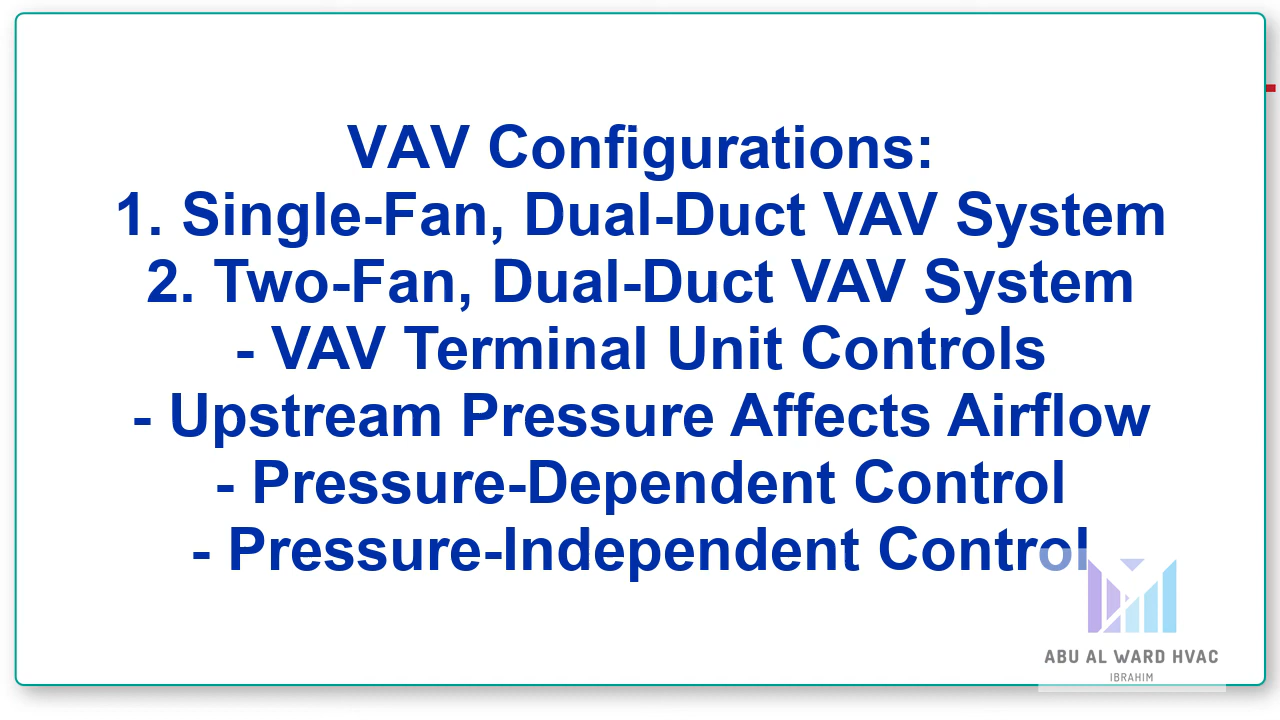 VAV Configurations:
1. Single-Fan, Dual-Duct VAV System
2. Two-Fan, Dual-Duct VAV System
- VAV Terminal Unit Controls
- Upstream Pressure Affects Airflow
- Pressure-Dependent Control
- Pressure-Independent Control
ABU AL WARD HVAC
IBRAHIM